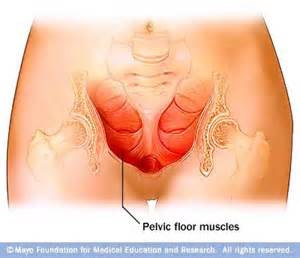 Pelvic floor muscles
© Mayo Foundation for Medical Education and Research. All rights reserved.